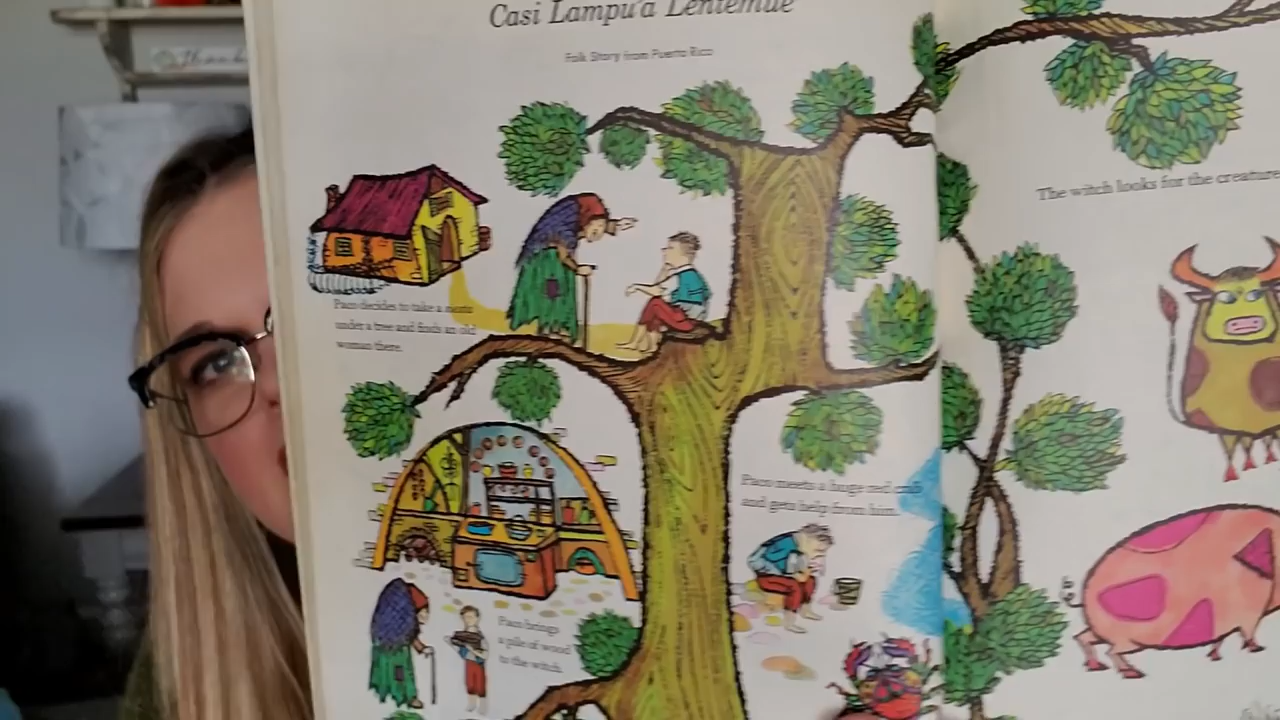 Casi Lampu'a Lentemue
Folk Story from Puerto Rico
The witch looks for the creature
Paco decides to take a
under a tree and finds an old
woman there.
Paco meets a huge red crab
and gets help from him.
Paco brings
a pile of wood
to the witch.